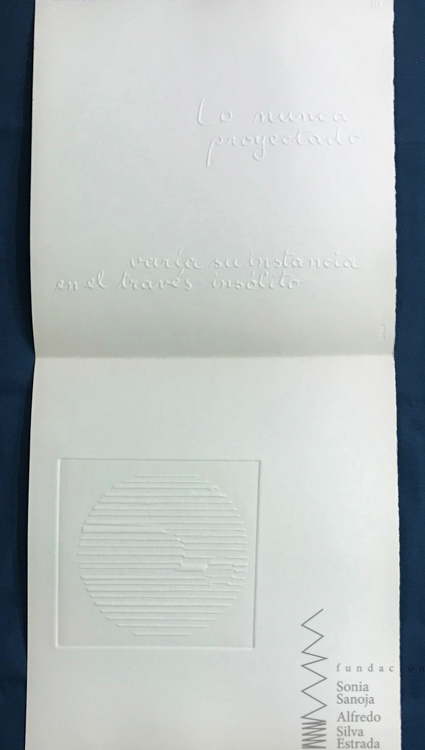 Lo nunca
proyectado
varía su instancia
en el través insólito
fundación
Sonia
Sanoja
Alfredo
Silva
Estrada